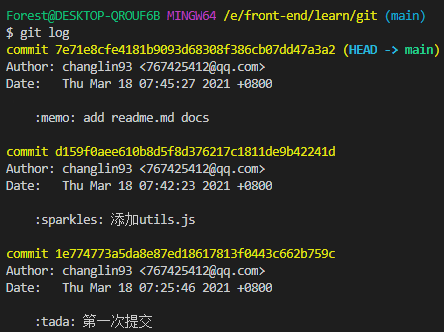 Forest@DESKTOP-QROUF6B MINGW64 /e/front-end/learn/git (main)
$ git log
commit 7e71e8cfe4181b9093d68308f386cb07dd47a3a2 (HEAD -> main)
Author: changlin93 <767425412@qq.com>
Date:   Thu Mar 18 07:45:27 2021 +0800
    :memo: add readme.md docs
commit d159f0aee610b8d5f8d376217c1811de9b42241d
Author: changlin93 <767425412@qq.com>
Date:   Thu Mar 18 07:42:23 2021 +0800
    :sparkles: 添加utils.js
commit 1e774773a5da8e87ed18617813f0443c662b759c
Author: changlin93 <767425412@qq.com>
Date:   Thu Mar 18 07:25:46 2021 +0800
    :tada: 第一次提交